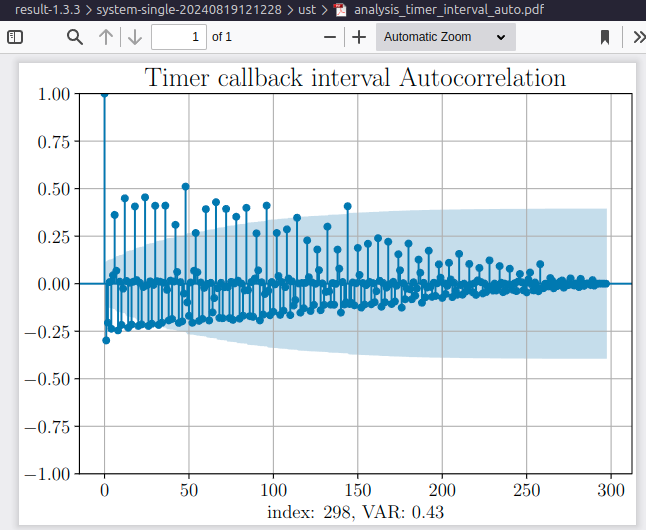 result-1.3.3 > system-single-20240819121228 > ust > analysis_timer_interval_auto.pdf
1 of 1 Automatic Zoom
Timer callback interval Autocorrelation
1.00
0.75
0.50
0.25
0.00
−0.25
−0.50
−0.75
−1.00
0 50 100 150 200 250 300
index: 298, VAR: 0.43